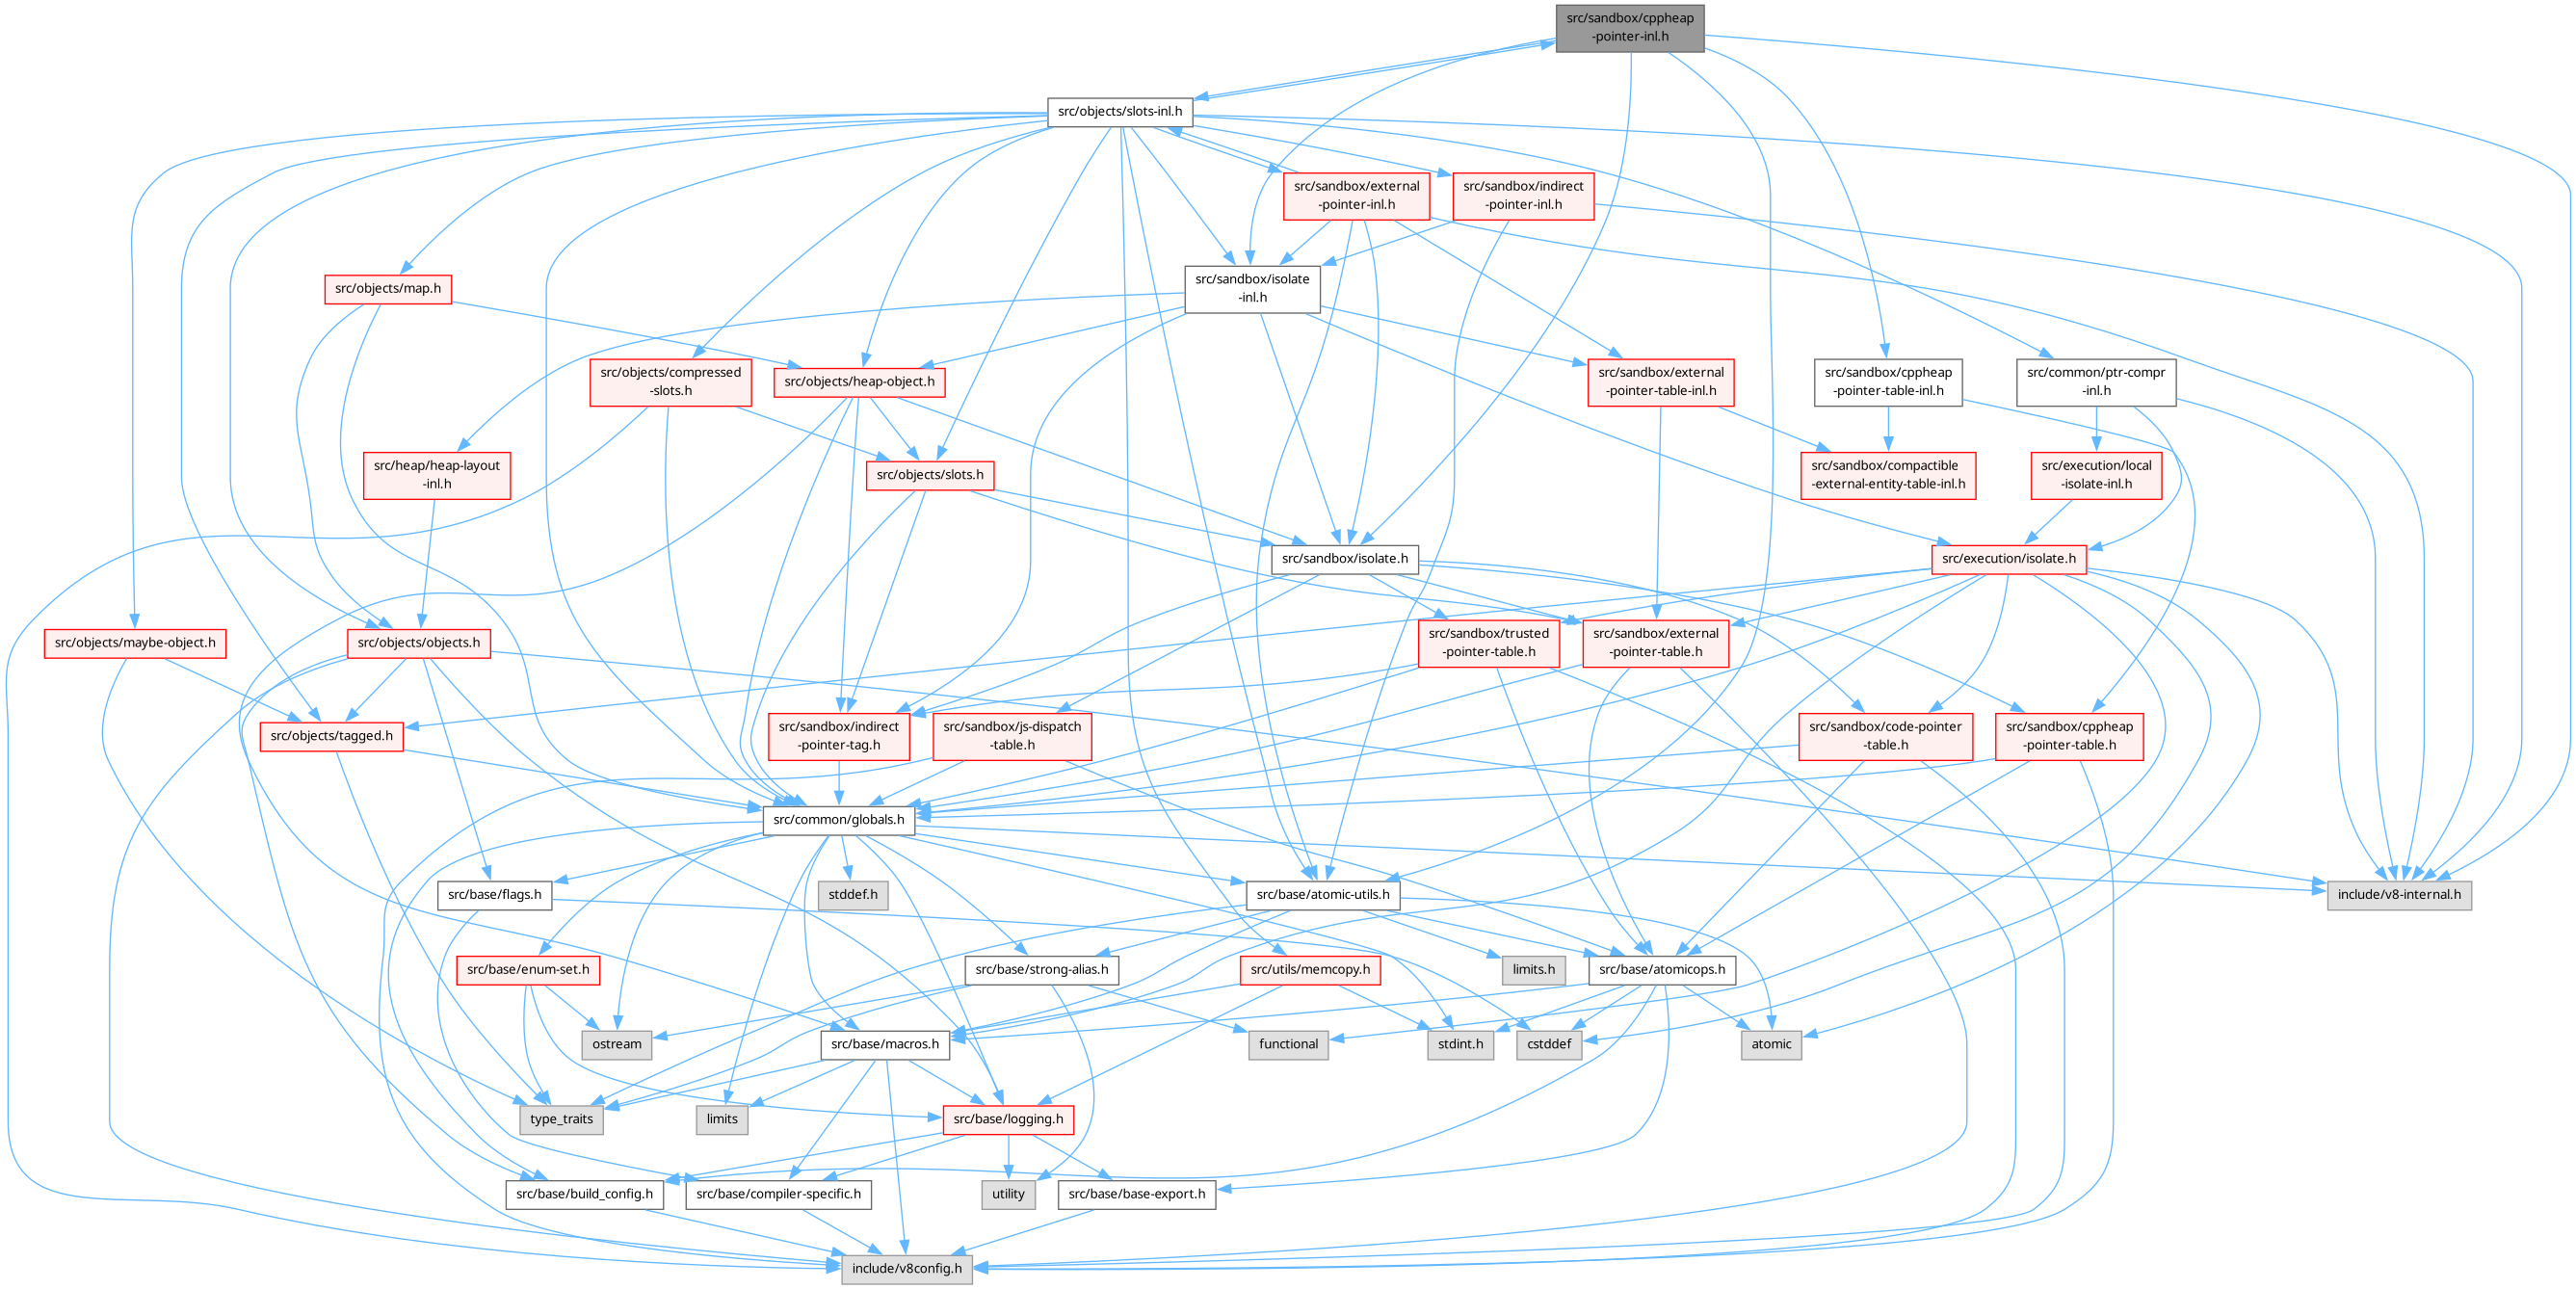 src/sandbox/cppheap
-pointer-inl.h
src/objects/slots-inl.h
src/sandbox/external
-pointer-inl.h
src/sandbox/indirect
-pointer-inl.h
src/objects/map.h
src/sandbox/isolate
-inl.h
src/objects/compressed
-slots.h
src/objects/heap-object.h
src/sandbox/external
-pointer-table-inl.h
src/sandbox/cppheap
-pointer-table-inl.h
src/common/ptr-compr
-inl.h
src/heap/heap-layout
-inl.h
src/objects/slots.h
src/sandbox/compactible
-external-entity-table-inl.h
src/execution/local
-isolate-inl.h
src/sandbox/isolate.h
src/execution/isolate.h
src/objects/maybe-object.h
src/objects/objects.h
src/sandbox/trusted
-pointer-table.h
src/sandbox/external
-pointer-table.h
src/objects/tagged.h
src/sandbox/indirect
-pointer-tag.h
src/sandbox/js-dispatch
-table.h
src/sandbox/code-pointer
-table.h
src/sandbox/cppheap
-pointer-table.h
src/common/globals.h
src/base/flags.h
stddef.h
src/base/atomic-utils.h
include/v8-internal.h
src/base/enum-set.h
src/base/strong-alias.h
src/utils/memcopy.h
limits.h
src/base/atomicops.h
ostream
src/base/macros.h
functional
stdint.h
cstddef
atomic
type_traits
limits
src/base/logging.h
src/base/build_config.h
src/base/compiler-specific.h
utility
src/base/base-export.h
include/v8config.h